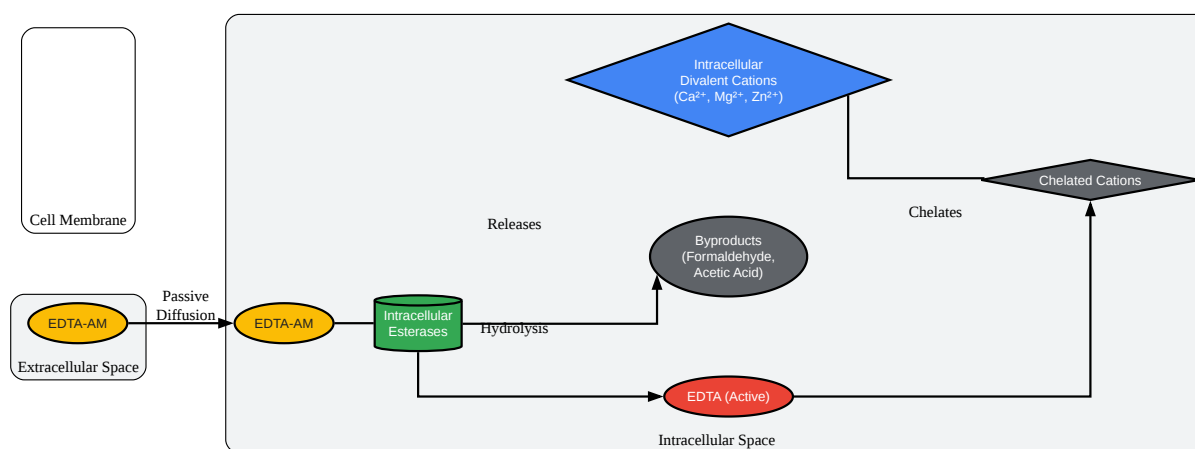 Intracellular
Divalent Cations
(Ca²⁺, Mg²⁺, Zn²⁺)
Chelated Cations
Cell Membrane
Releases
Chelates
Byproducts
(Formaldehyde,
Acetic Acid)
Passive
Diffusion
EDTA-AM
EDTA-AM
Intracellular
Esterases
Hydrolysis
Extracellular Space
EDTA (Active)
Intracellular Space